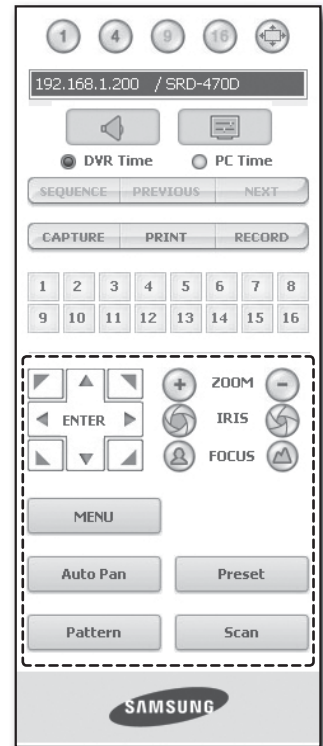 1 4 9 16
192.168.1.200 / SRD-470D
DVR Time PC Time
SEQUENCE PREVIOUS NEXT
CAPTURE PRINT RECORD
1 2 3 4 5 6 7 8
9 10 11 12 13 14 15 16
ZOOM
ENTER IRIS
FOCUS
MENU
Auto Pan Preset
Pattern Scan
SAMSUNG